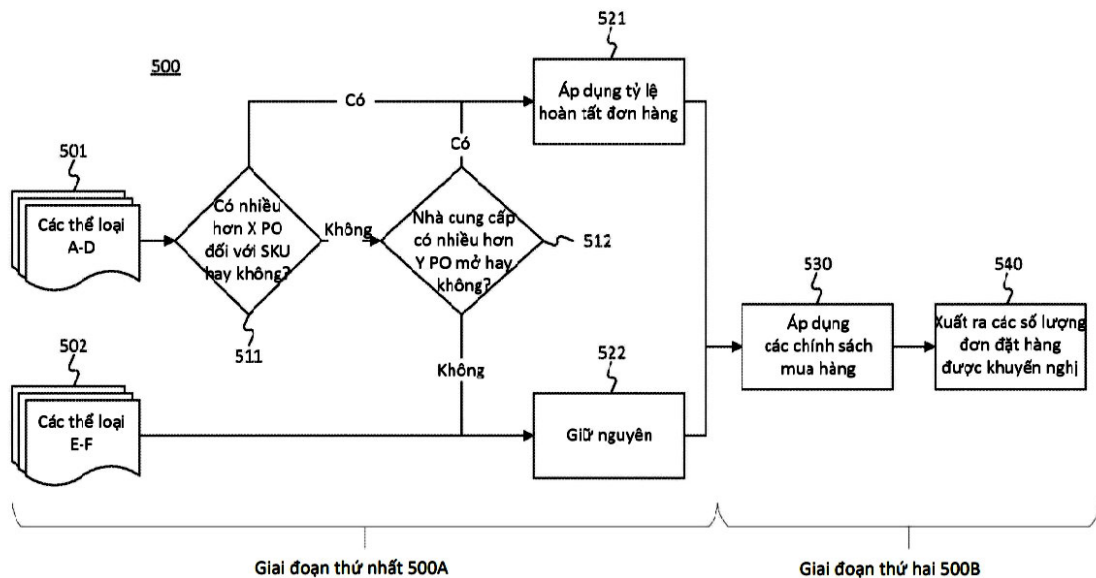 500
521
Áp dụng tỷ lệ
hoàn tất đơn hàng
Có
Có
501
Các thể loại
A-D
Có nhiều
hơn X PO
đối với SKU
hay không?
511
Không
Nhà cung cấp
có nhiều hơn
Y PO mở hay
không?
512
Không
502
Các thể loại
E-F
522
Giữ nguyên
530
Áp dụng
các chính sách
mua hàng
540
Xuất ra các số lượng
đơn đặt hàng
được khuyến nghị
Giai đoạn thứ nhất 500A
Giai đoạn thứ hai 500B